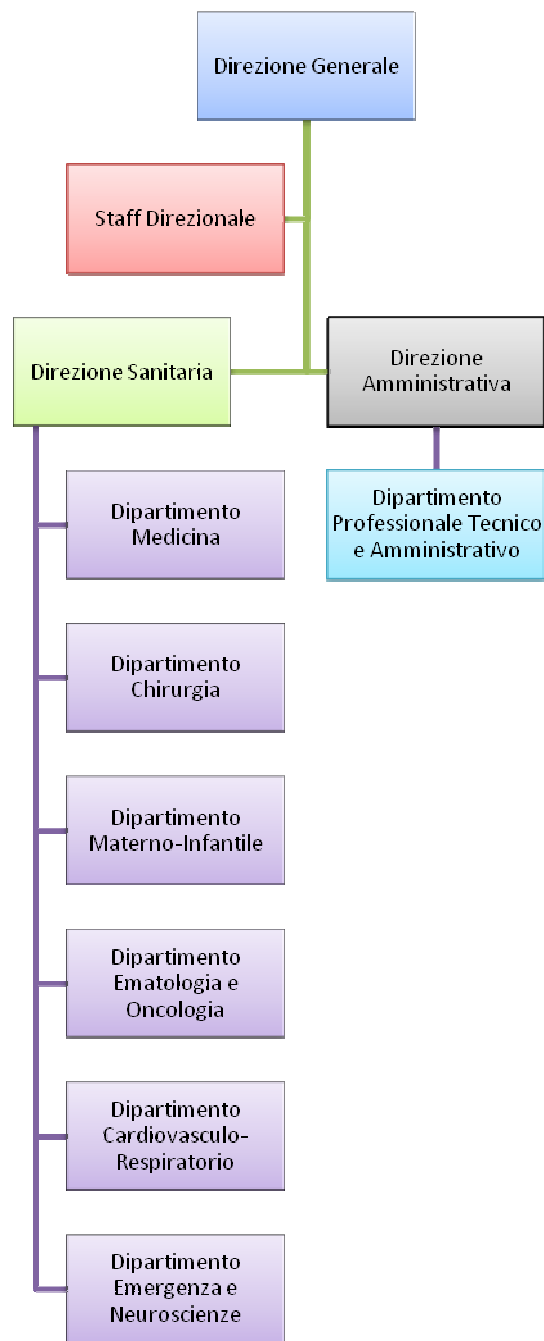 Direzione Generale
Staff Direzionale
Direzione Sanitaria
Direzione
Amministrativa
Dipartimento
Medicina
Dipartimento
Professionale Tecnico
e Amministrativo
Dipartimento
Chirurgia
Dipartimento
Materno-Infantile
Dipartimento
Ematologia e
Oncologia
Dipartimento
Cardiovasculo-
Respiratorio
Dipartimento
Emergenza e
Neuroscienze